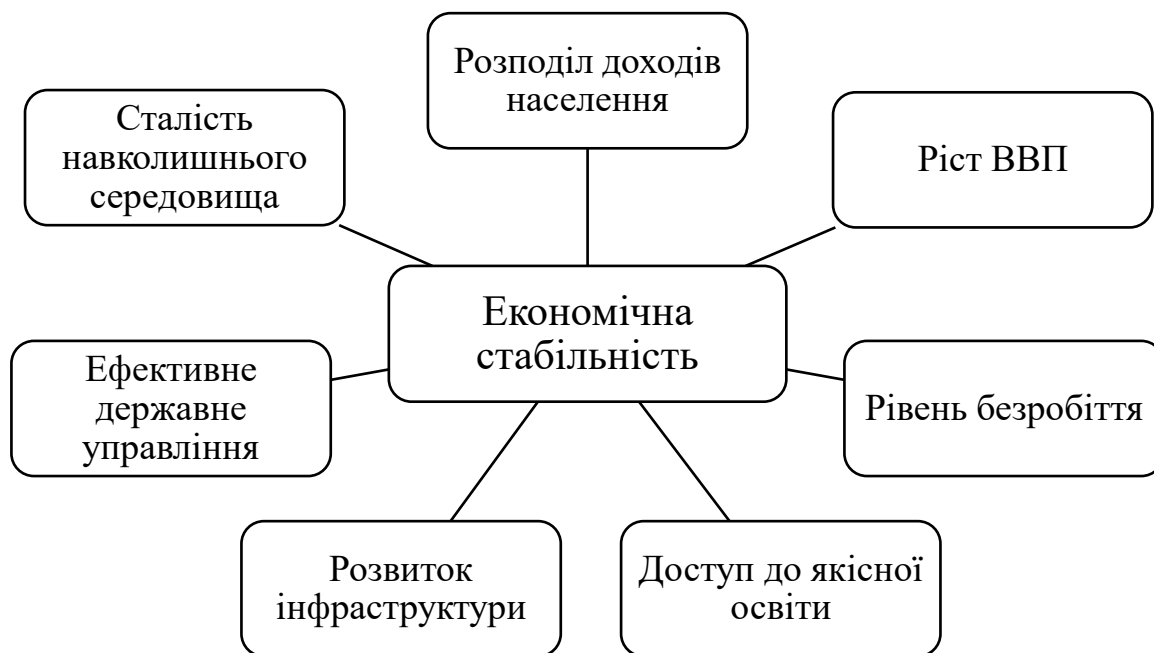 Розподіл доходів
населення
Сталість
навколишнього
середовища
Ріст ВВП
Економічна
стабільність
Ефективне
державне
управління
Рівень безробіття
Розвиток
інфраструктури
Доступ до якісної
освіти